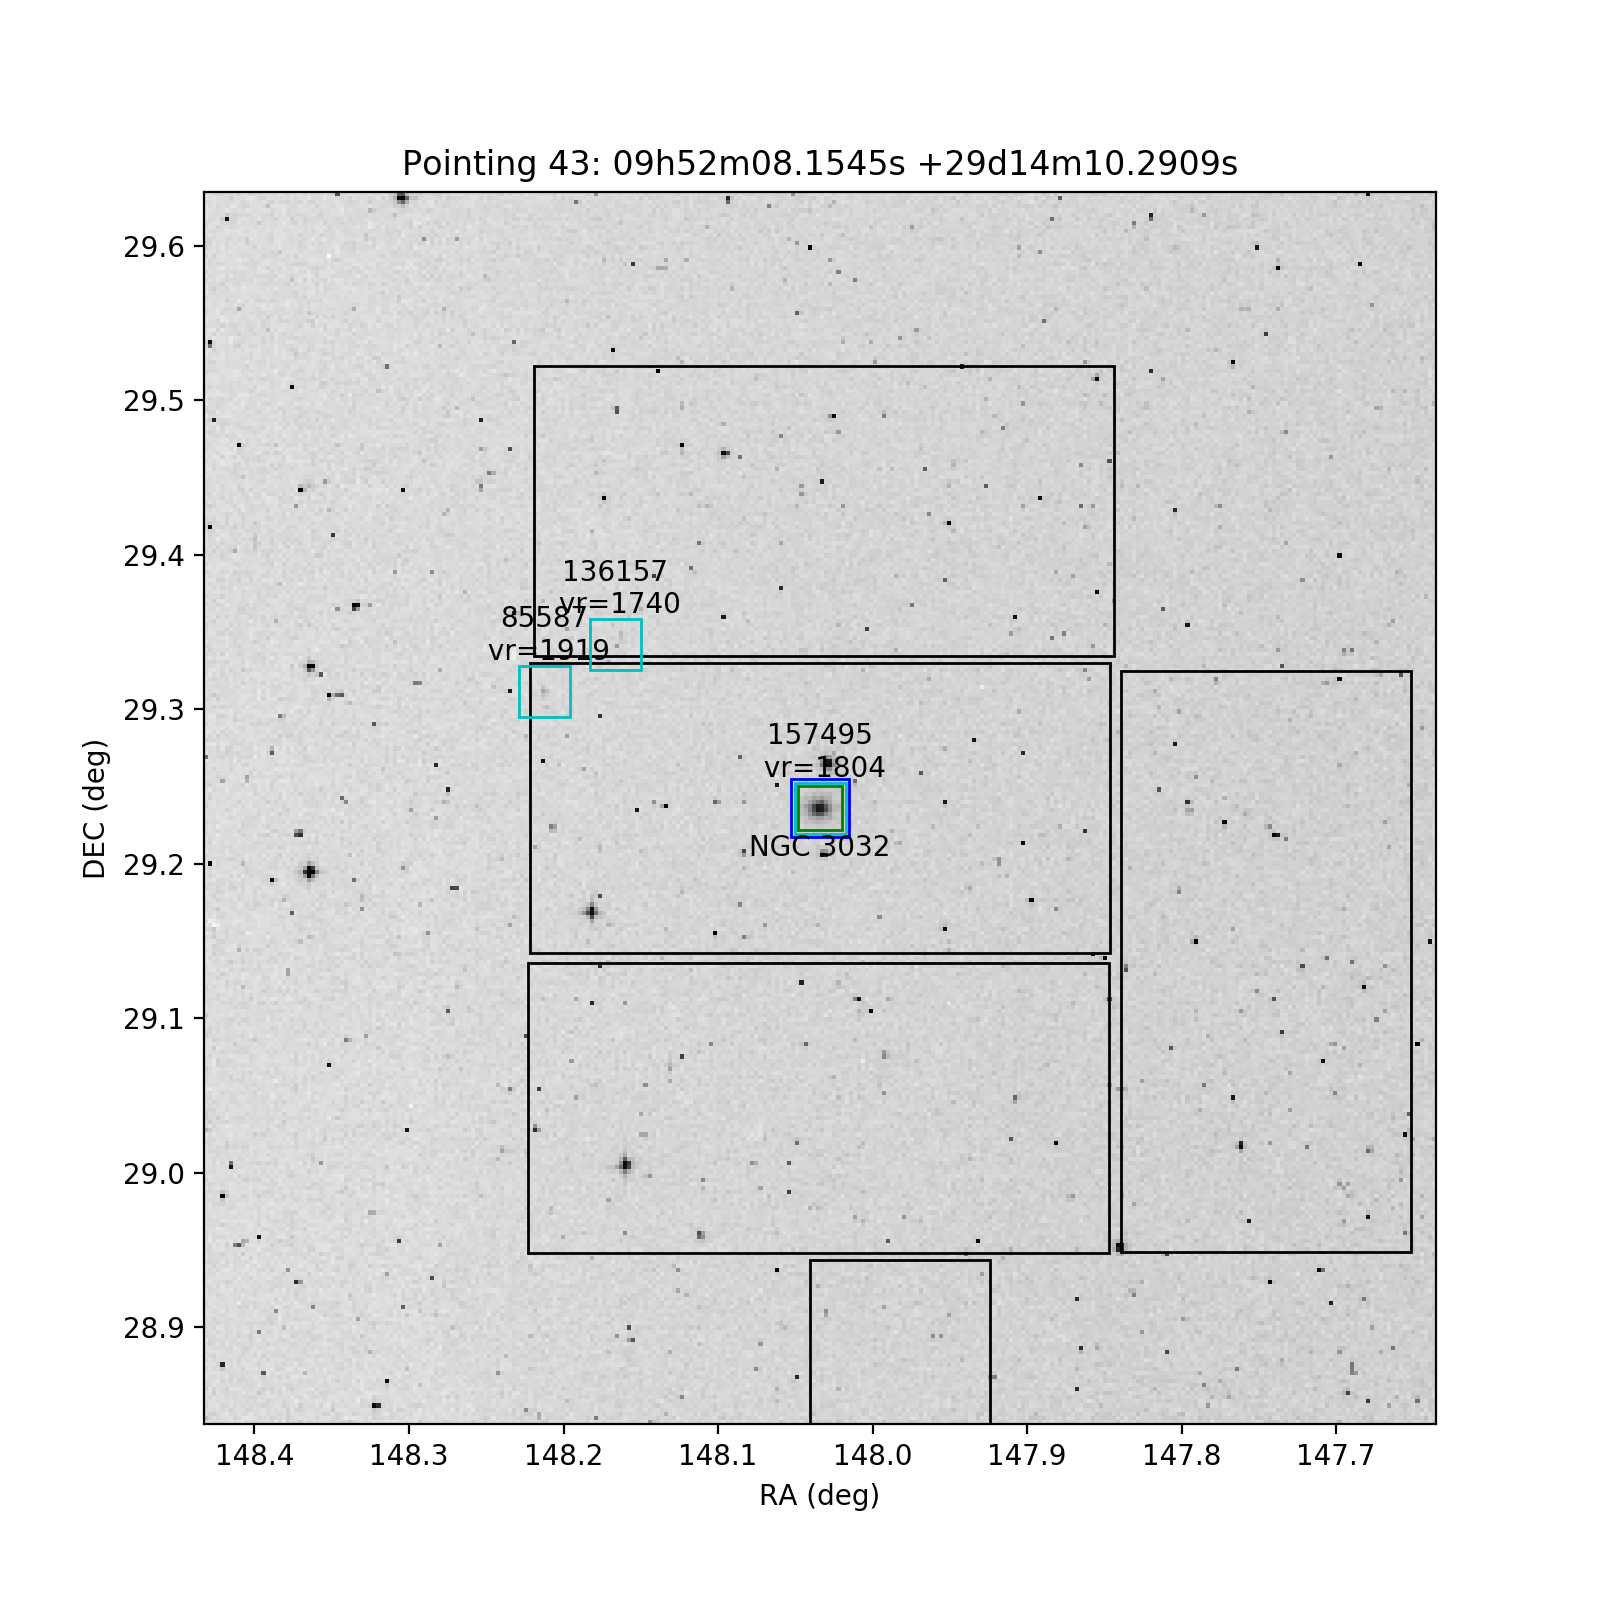 Pointing 43: 09h52m08.1545s +29d14m10.2909s
29.6
29.5
29.4
29.3
29.2
29.1
29.0
28.9
DEC (deg)
136157
vr=1740
85587
vr=1919
157495
vr=1804
NGC 3032
148.4 148.3 148.2 148.1 148.0 147.9 147.8 147.7
RA (deg)